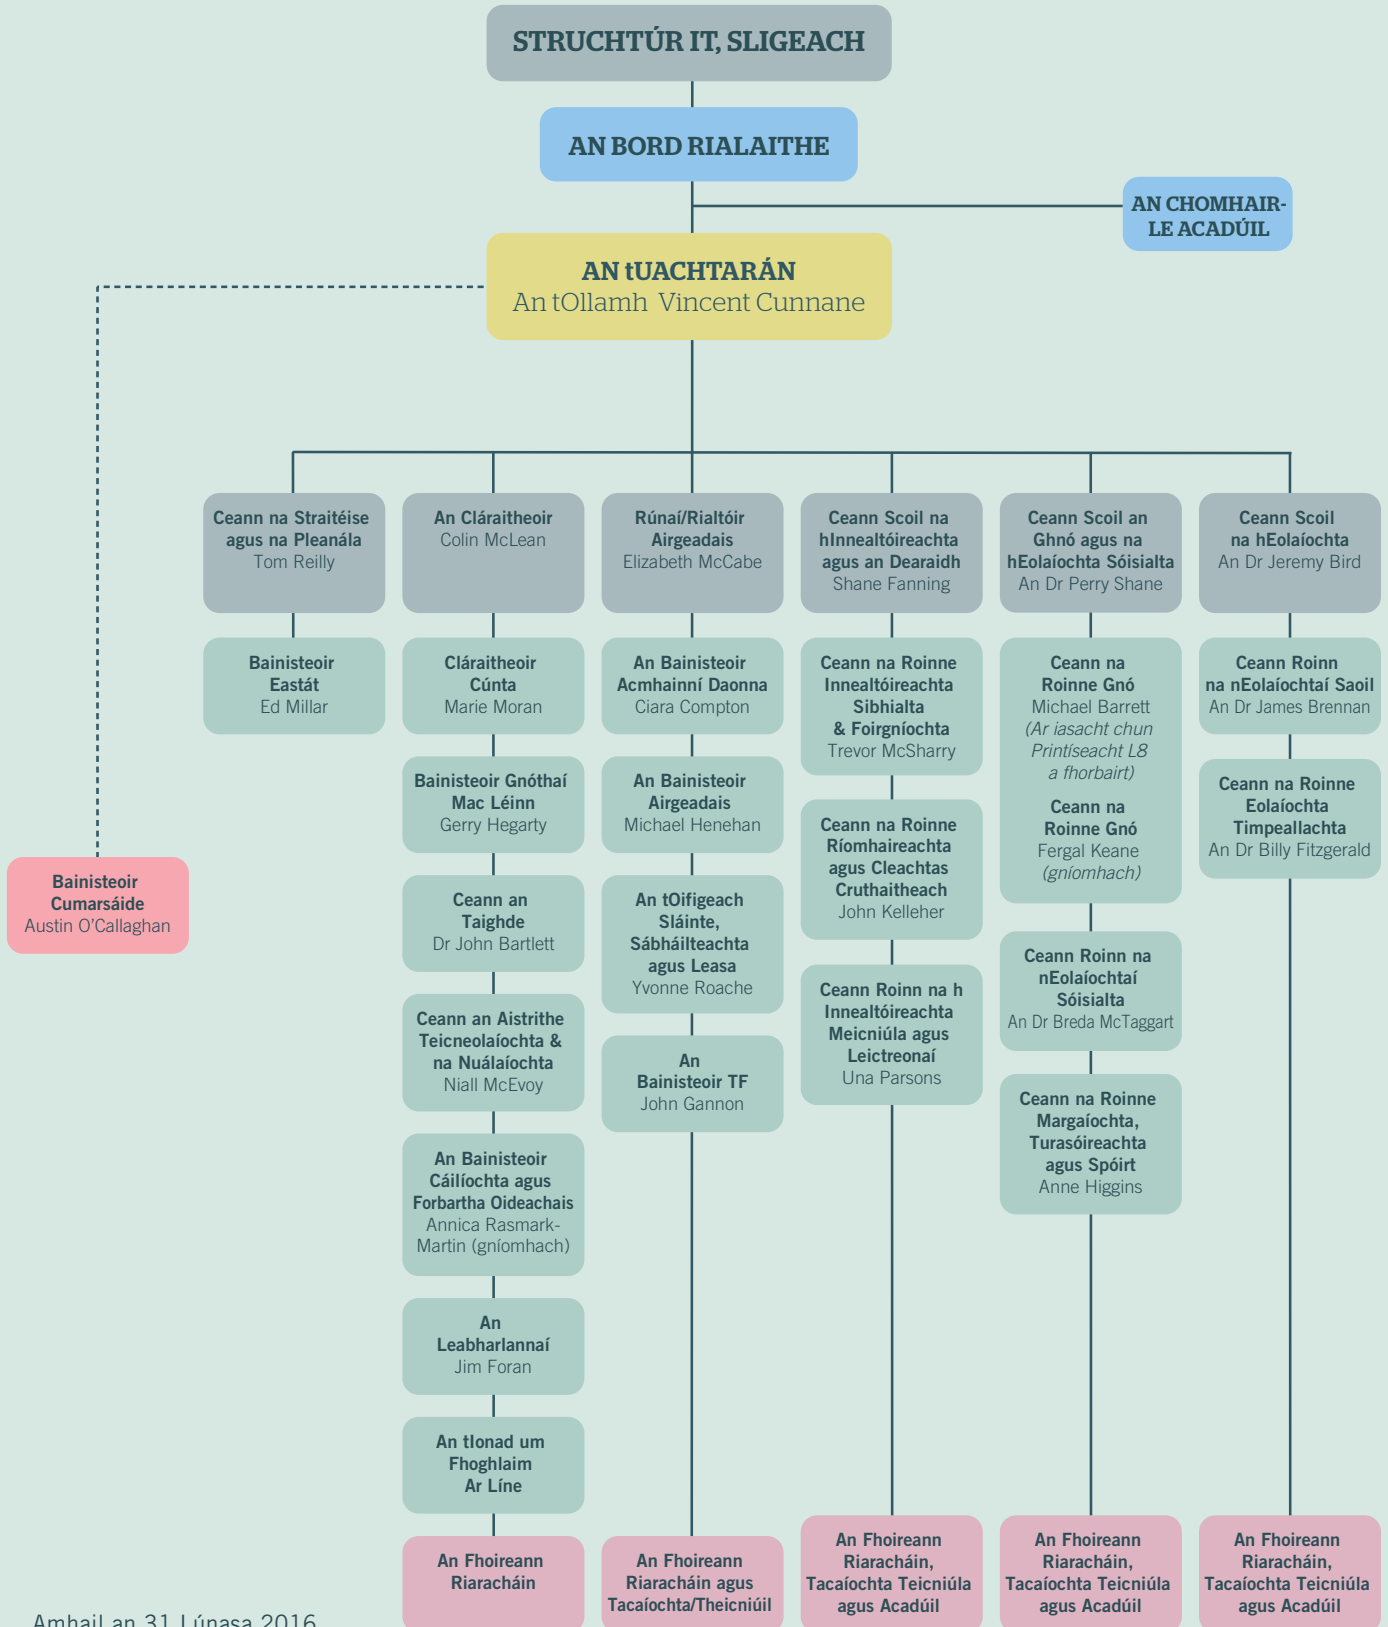 STRUCHTÚR IT, SLIGEACH
AN BORD RIALAITHE
AN CHOMHAIR-
LE ACADÚIL
AN tUACHTARÁN
An tOllamh Vincent Cunnane
Bainisteoir
Cumarsáide
Austin O'Callaghan
Ceann na Straitéise
agus na Pleanála
Tom Reilly
Bainisteoir
Eastát
Ed Millar
An Cláraitheoir
Colin McLean
Cláraitheoir
Cúnta
Marie Moran
Bainisteoir Gnóthaí
Mac Léinn
Gerry Hegarty
Ceann an
Taighde
Dr John Bartlett
Ceann an Aistrithe
Teicneolaíochta &
na Nuálaíochta
Niall McEvoy
An Bainisteoir
Cáilíochta agus
Forbartha Oideachais
Annica Rasmark-
Martin (gníomhach)
An
Leabharlannaí
Jim Foran
An tIonad um
Fhoghlaim
Ar Líne
An Fhoireann
Riaracháin
Rúnaí/Rialtóir
Airgeadais
Elizabeth McCabe
An Bainisteoir
Acmhainní Daonna
Ciara Compton
An Bainisteoir
Airgeadais
Michael Henehan
An tOifigeach
Sláinte,
Sábháilteachta
agus Leasa
Yvonne Roache
An
Bainisteoir TF
John Gannon
An Fhoireann
Riaracháin agus
Tacaíochta/Theicniúil
Ceann Scoil na
hInnealtóireachta
agus an Dearaidh
Shane Fanning
Ceann na Roinne
Innealtóireachta
Sibhialta
& Foirgníochta
Trevor McSharry
Ceann na Roinne
Ríomhaireachta
agus Cleachtas
Cruthaitheach
John Kelleher
Ceann Roinn na h
Innealtóireachta
Meicniúla agus
Leictreonaí
Una Parsons
An Fhoireann
Riaracháin,
Tacaíochta Teicniúla
agus Acadúil
Ceann Scoil an
Ghnó agus na
hEolaíochta Sóisialta
An Dr Perry Shane
Ceann na
Roinne Gnó
Michael Barrett
(Ar iasacht chun
Printíseacht L8
a fhorbairt)
Ceann na
Roinne Gnó
Fergal Keane
(gníomhach)
Ceann Roinn na
nEolaíochtaí
Sóisialta
An Dr Breda McTaggart
Ceann na Roinne
Margaíochta,
Turasóireachta
agus Spóirt
Anne Higgins
An Fhoireann
Riaracháin,
Tacaíochta Teicniúla
agus Acadúil
Ceann Scoil
na hEolaíochta
An Dr Jeremy Bird
Ceann Roinn
na nEolaíochtaí Saoil
An Dr James Brennan
Ceann na Roinne
Eolaíochta
Timpeallachta
An Dr Billy Fitzgerald
An Fhoireann
Riaracháin,
Tacaíochta Teicniúla
agus Acadúil
Amhail an 31 Lúnasa 2016